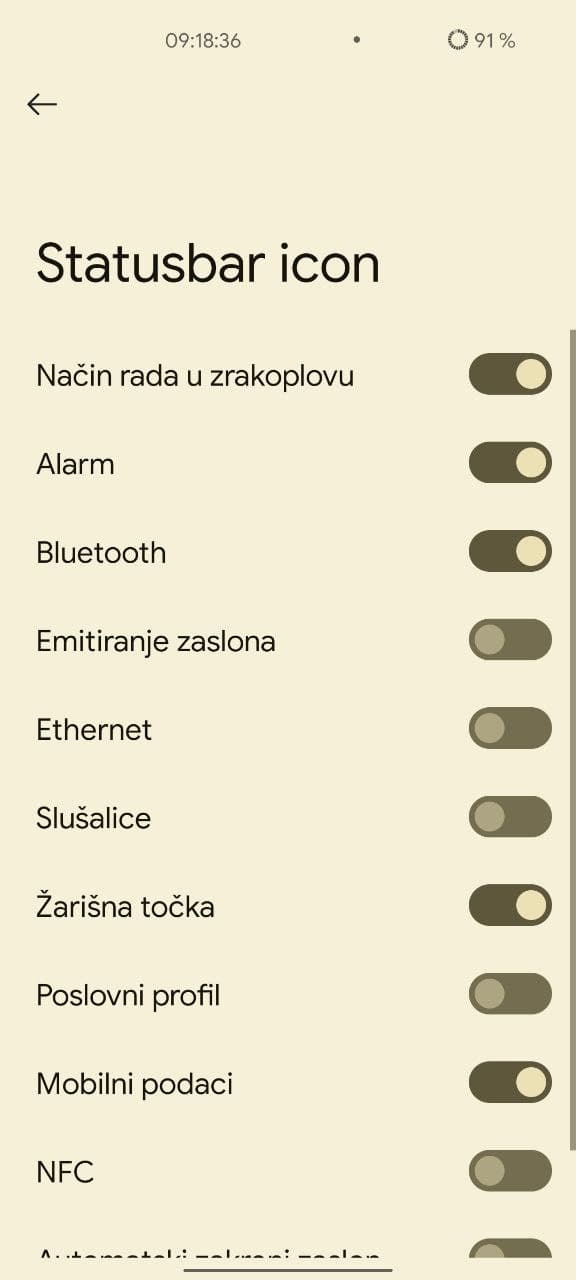 09:18:36 91 %
Statusbar icon
Način rada u zrakoplovu
Alarm
Bluetooth
Emitiranje zaslona
Ethernet
Slušalice
Žarišna točka
Poslovni profil
Mobilni podaci
NFC